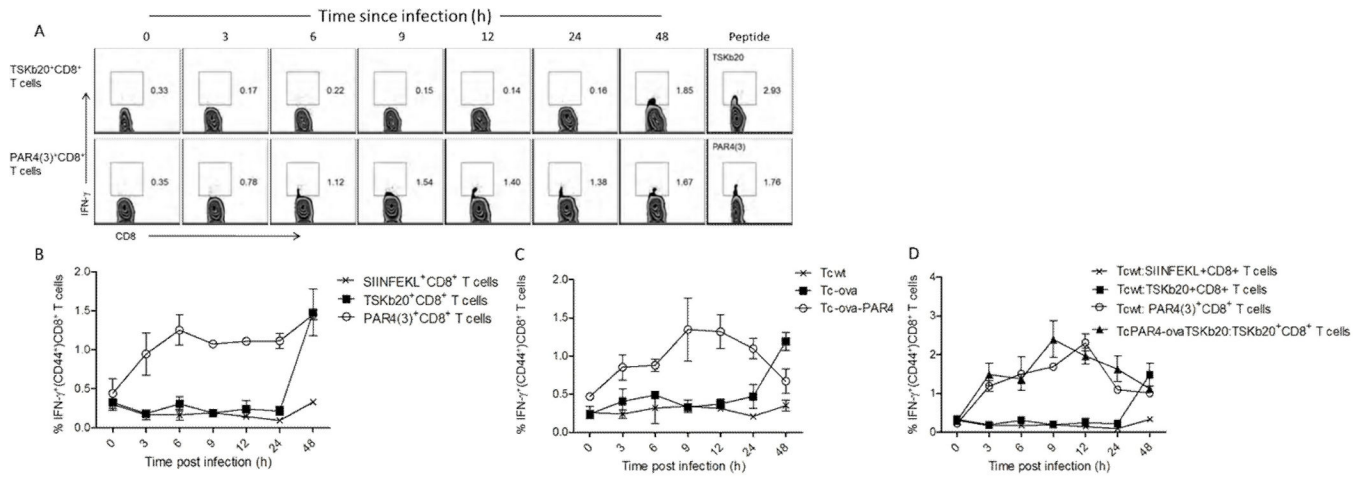 Time since infection (h)
A
0 3 6 9 12 24 48 Peptide
TSKb20⁺CD8⁺
T cells
TSKb20
0.33 0.17 0.22 0.15 0.14 0.16 1.85 2.93
PAR4(3)⁺CD8⁺
T cells
PAR4(3)
0.35 0.78 1.12 1.54 1.40 1.38 1.67 1.76
IFN-γ
CD8
B
% IFN-γ⁺(CD44⁺)CD8⁺ T cells
2.0
1.5
1.0
0.5
0.0
0 3 6 9 12 24 48
Time post infection (h)
SIINFEKL⁺CD8⁺ T cells
TSKb20⁺CD8⁺ T cells
PAR4(3)⁺CD8⁺ T cells
C
% IFN-γ⁺(CD44⁺)CD8⁺ T cells
2.0
1.5
1.0
0.5
0.0
0 3 6 9 12 24 48
Time post infection (h)
Tcwt
Tc-ova
Tc-ova-PAR4
D
% IFN-γ⁺(CD44⁺)CD8⁺ T cells
4
3
2
1
0
0 3 6 9 12 24 48
Time post infection (h)
Tcwt:SIINFEKL+CD8+ T cells
Tcwt:TSKb20+CD8+ T cells
Tcwt: PAR4(3)⁺CD8⁺ T cells
TcPAR4-ovaTSKb20:TSKb20⁺CD8⁺ T cells